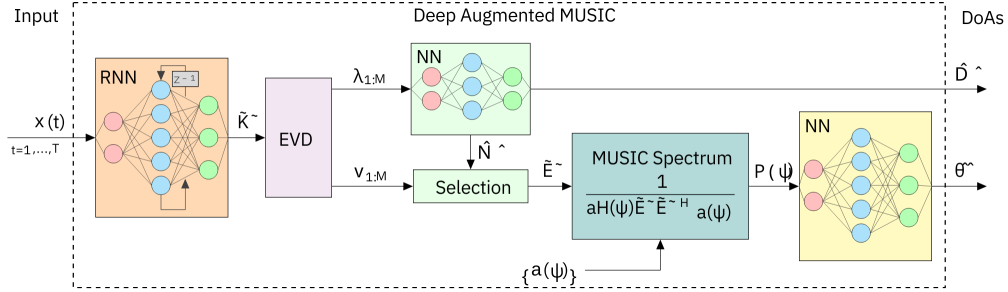 Input
Deep Augmented MUSIC
DoAs
RNN
z-1
x(t)
t=1,...,T
K̃˜
EVD
λ1:M
v1:M
NN
N̂ ˆ
Selection
D̂ ˆ
Ẽ˜
MUSIC Spectrum
1
aH(ψ)Ẽ˜Ẽ˜H a(ψ)
{a(ψ)}
P(ψ)
NN
θ̂ˆ